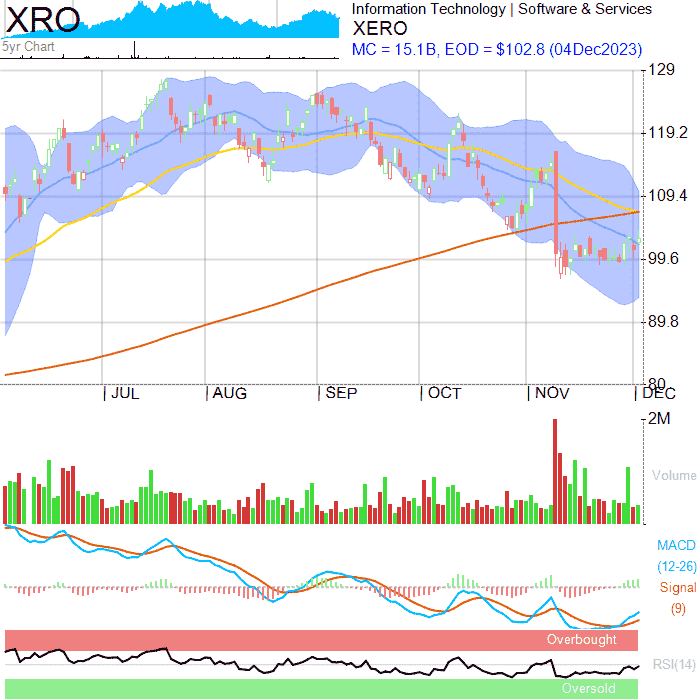 XRO
Information Technology | Software & Services
XERO
MC = 15.1B, EOD = $102.8 (04Dec2023)
5yr Chart
129
119.2
109.4
99.6
89.8
80
JUL AUG SEP OCT NOV DEC
2M
Volume
MACD
(12-26)
Signal
(9)
Overbought
RSI(14)
Oversold